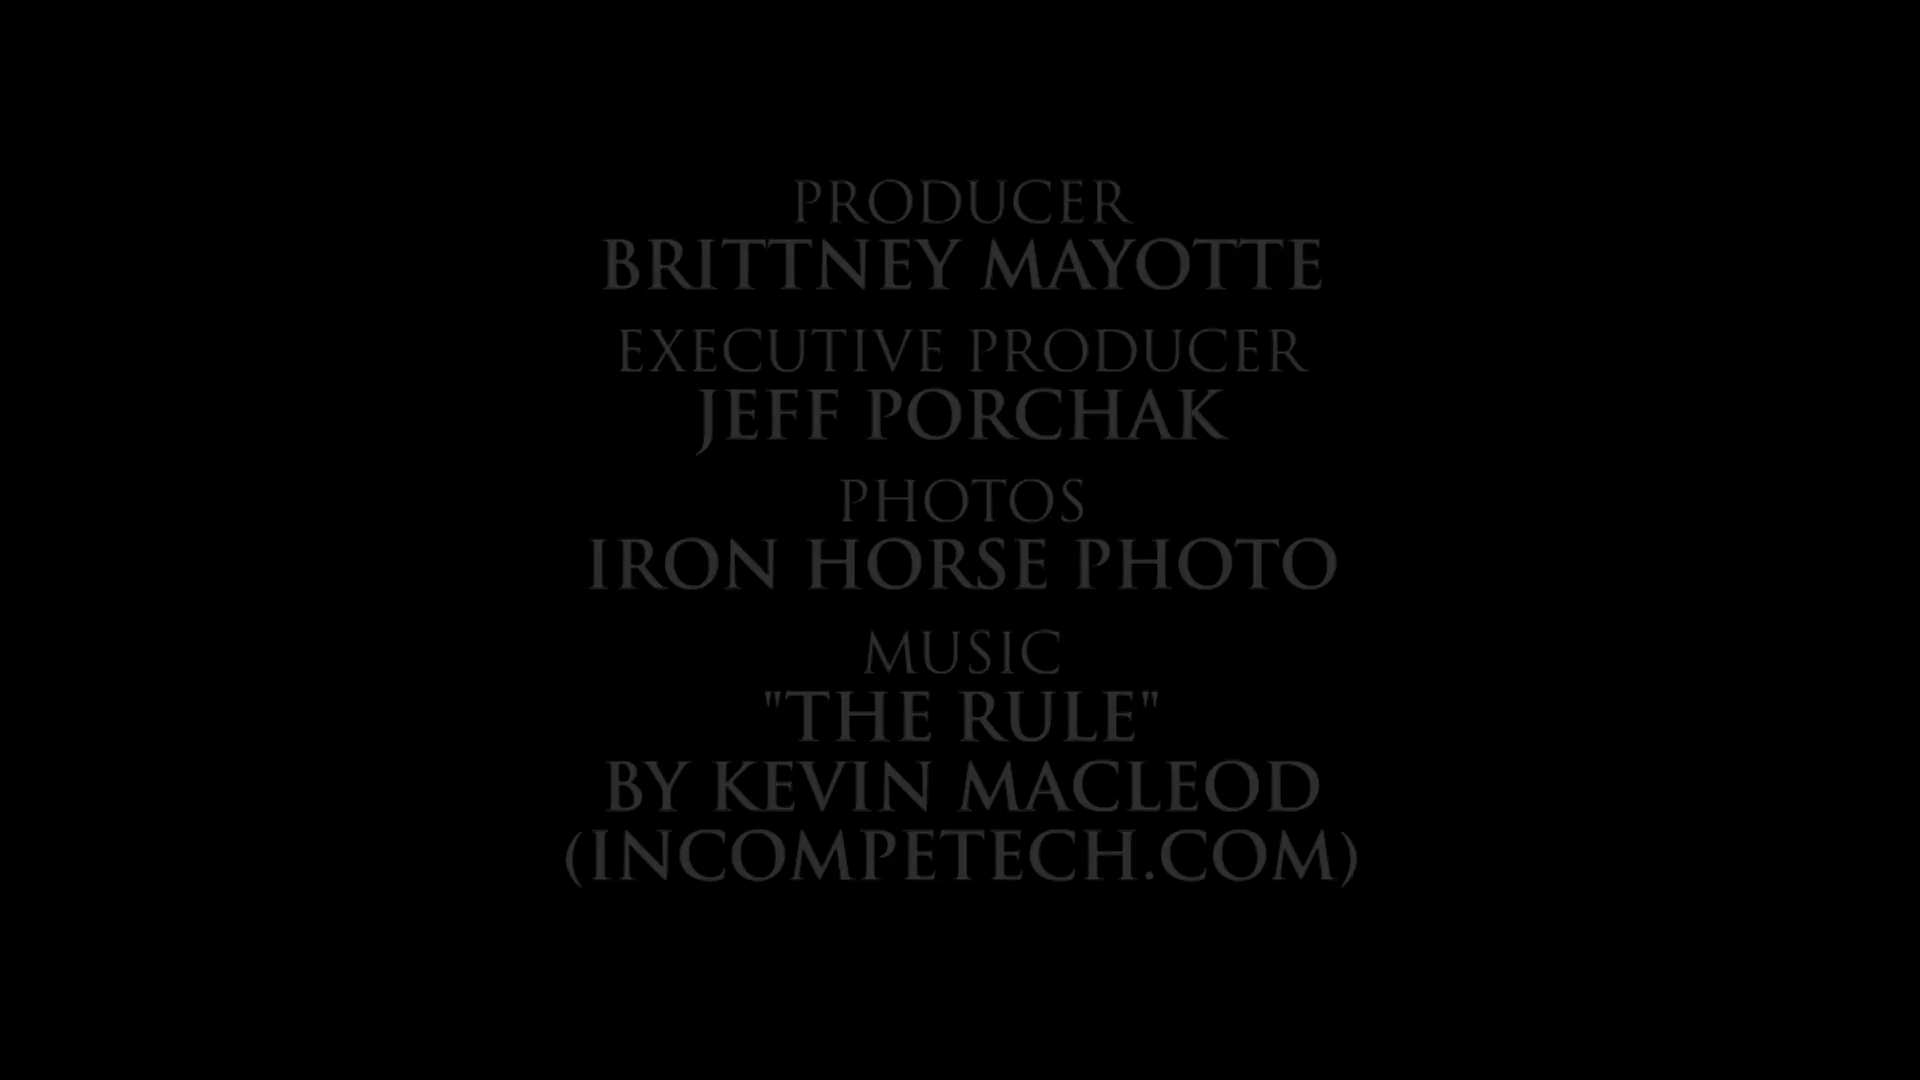 PRODUCER
BRITTNEY MAYOTTE
EXECUTIVE PRODUCER
JEFF PORCHAK
PHOTOS
IRON HORSE PHOTO
MUSIC
"THE RULE"
BY KEVIN MACLEOD
(INCOMPETECH.COM)